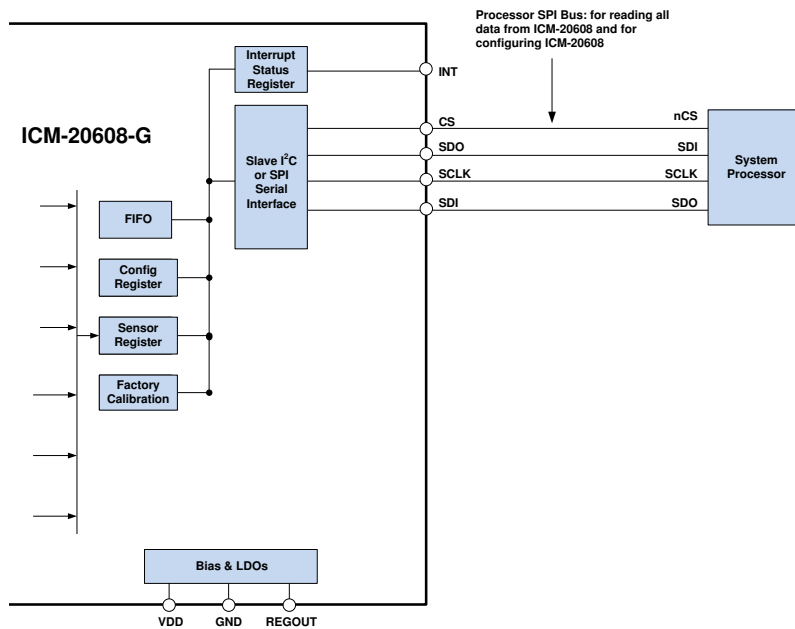 Processor SPI Bus: for reading all
data from ICM-20608 and for
configuring ICM-20608
Interrupt
Status
Register
INT
ICM-20608-G
Slave I²C
or SPI
Serial
Interface
CS
SDO
SCLK
SDI
nCS
SDI
SCLK
SDO
System
Processor
FIFO
Config
Register
Sensor
Register
Factory
Calibration
Bias & LDOs
VDD
GND
REGOUT